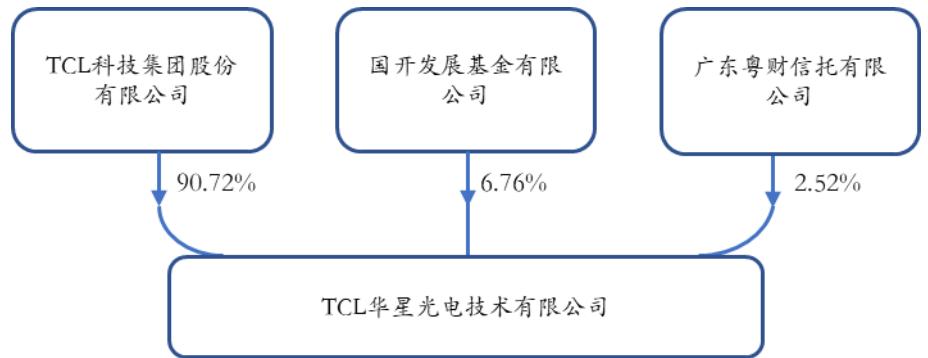 TCL科技集团股份
有限公司
国开发展基金有限
公司
广东粤财信托有限
公司
90.72%
6.76%
2.52%
TCL华星光电技术有限公司